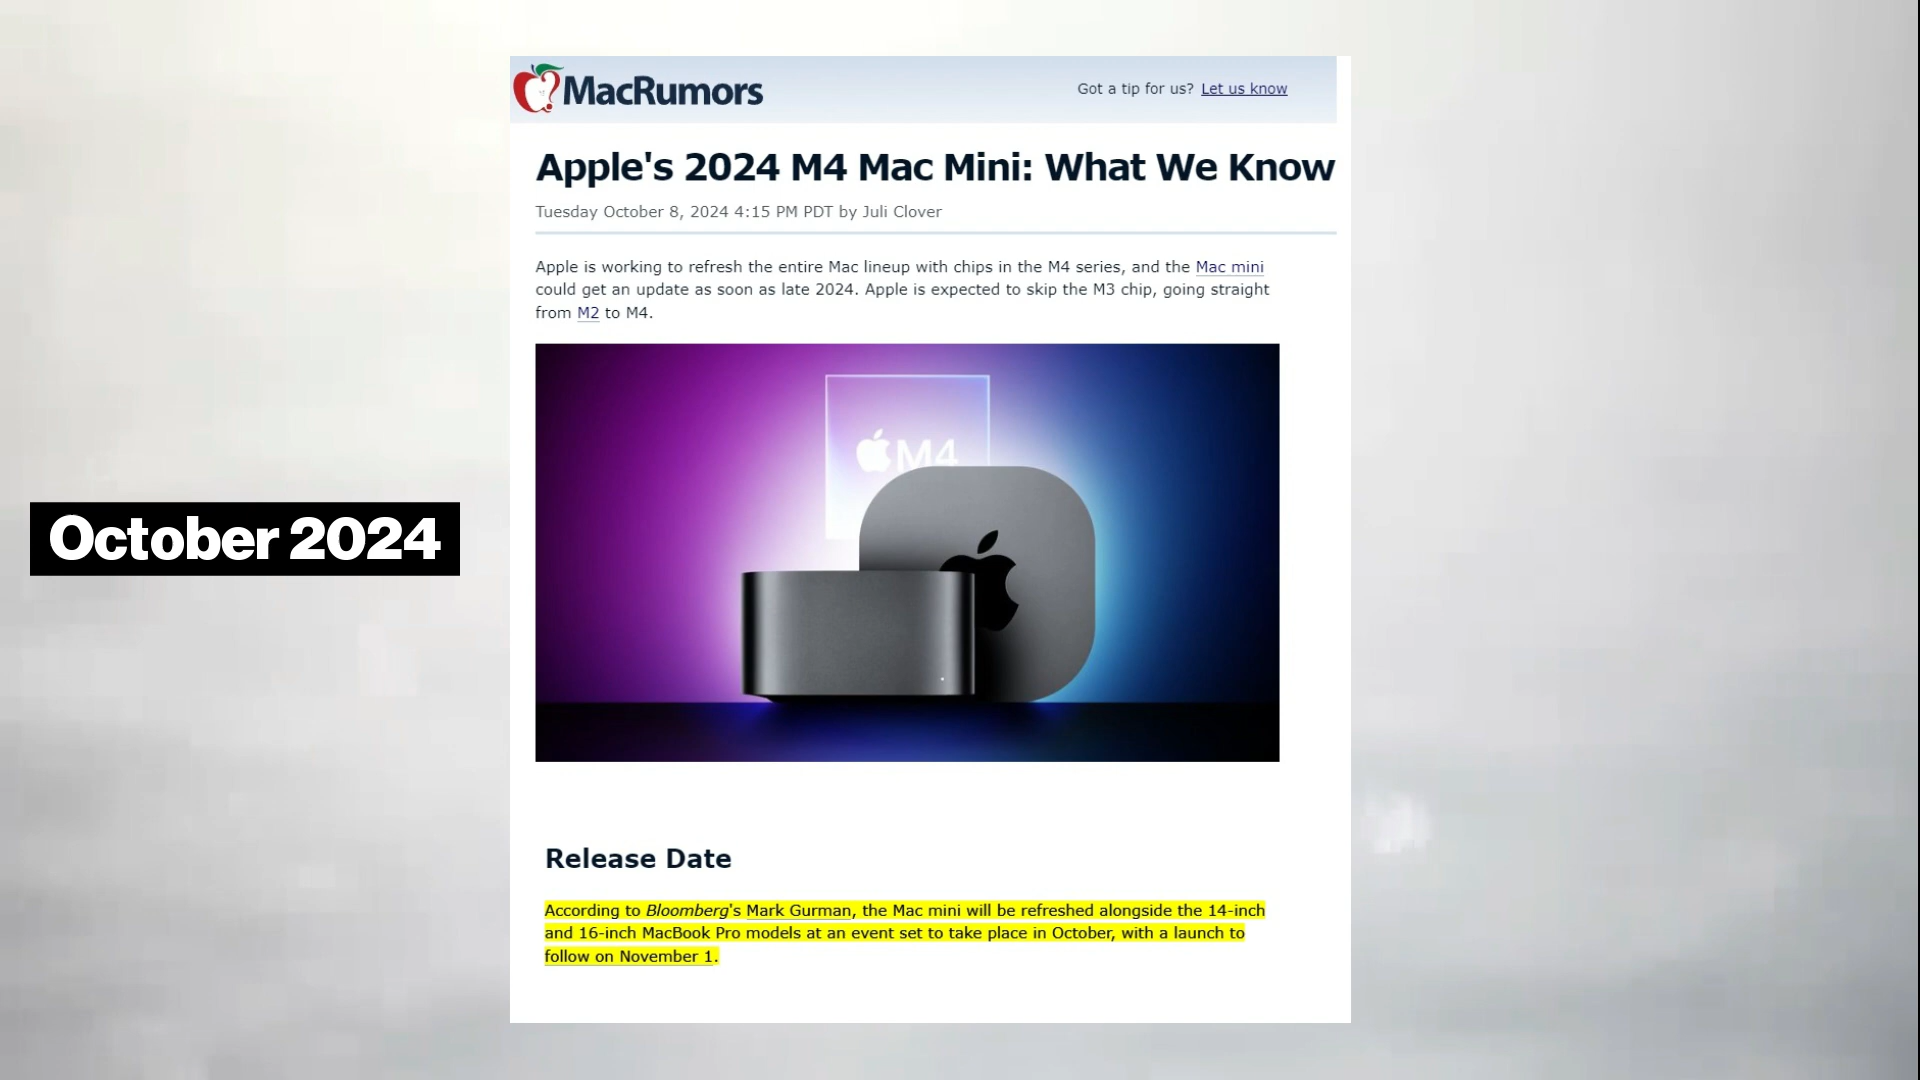 MacRumors
Got a tip for us? Let us know
Apple's 2024 M4 Mac Mini: What We Know
Tuesday October 8, 2024 4:15 PM PDT by Juli Clover
Apple is working to refresh the entire Mac lineup with chips in the M4 series, and the Mac mini
could get an update as soon as late 2024. Apple is expected to skip the M3 chip, going straight
from M2 to M4.
M4
October 2024
Release Date
According to Bloomberg's Mark Gurman, the Mac mini will be refreshed alongside the 14-inch
and 16-inch MacBook Pro models at an event set to take place in October, with a launch to
follow on November 1.